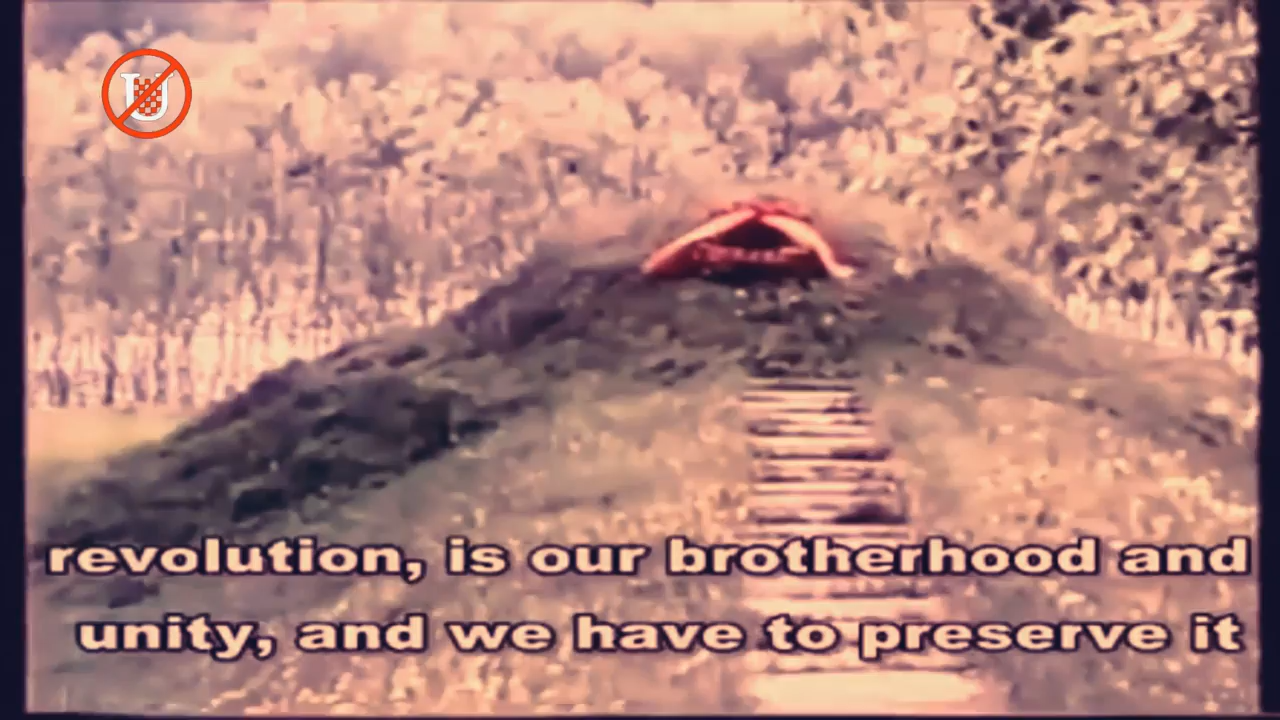 U
revolution, is our brotherhood and
unity, and we have to preserve it